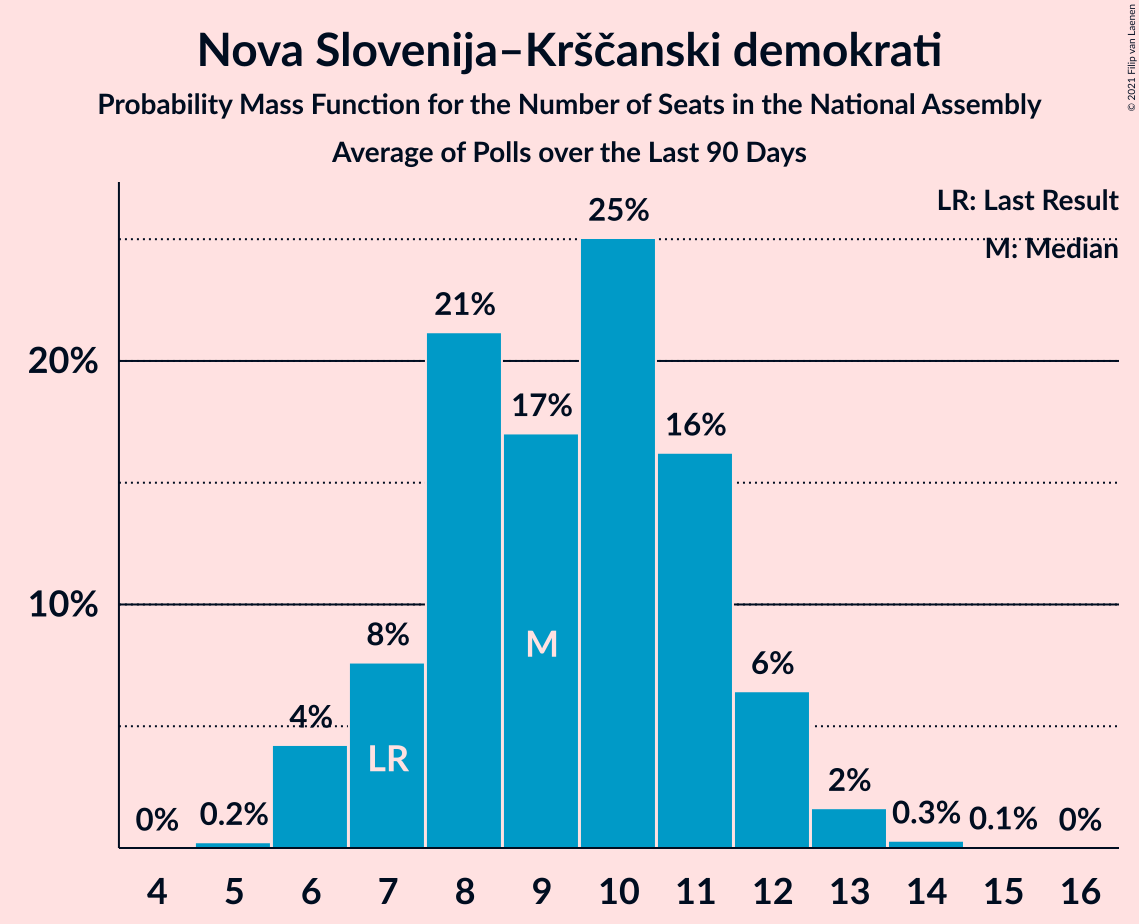 Nova Slovenija–Krščanski demokrati
Probability Mass Function for the Number of Seats in the National Assembly
Average of Polls over the Last 90 Days
© 2021 Filip van Laenen
LR: Last Result
M: Median
20%
10%
0%
0.2%
4%
8%
21%
17%
25%
16%
6%
2%
0.3%
0.1%
0%
LR
M
4 5 6 7 8 9 10 11 12 13 14 15 16